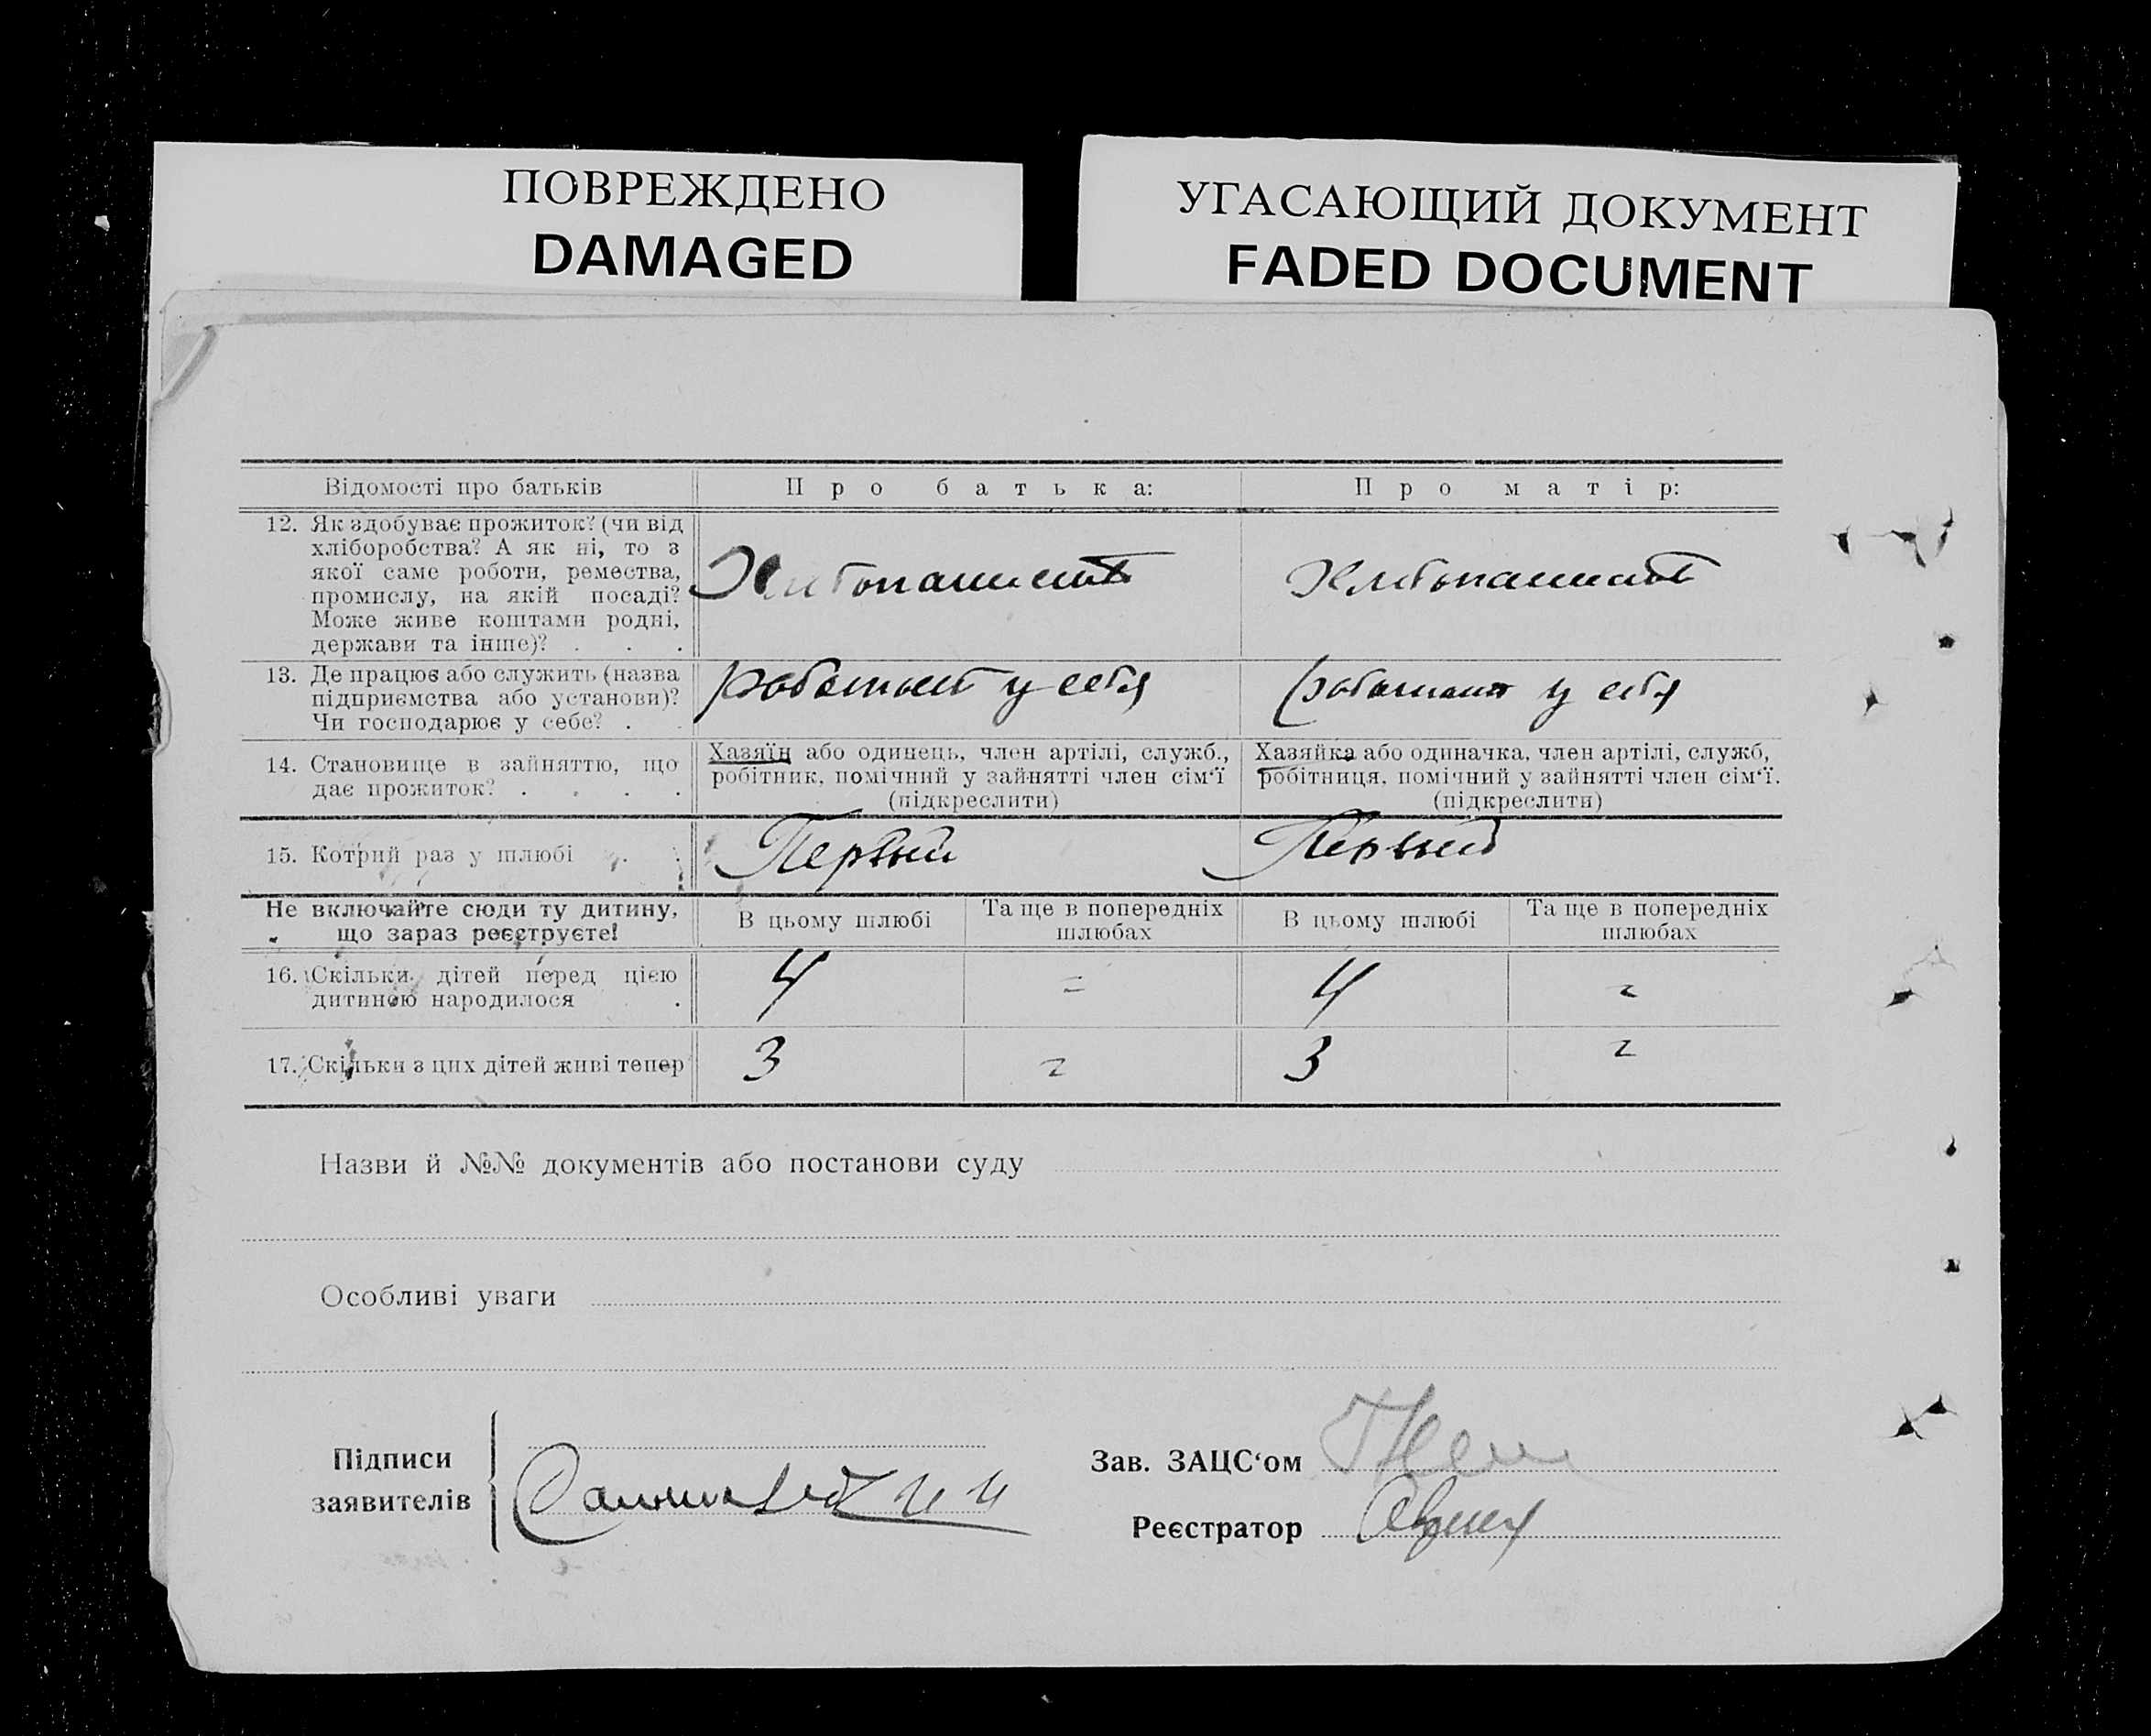 ПОВРЕЖДЕНО
DAMAGED
УГАСАЮЩИЙ ДОКУМЕНТ
FADED DOCUMENT
Відомості про батьків
Про батька:
Про матір:
12. Як здобуває прожиток? (чи від
хліборобства? А як ні, то з
якої саме роботи, ремества,
промислу, на якій посаді?
Може живе коштами родні,
держави та інше)? . . .
Хлібопашест
Хлібопашест
13. Де працює або служить (назва
підприємства або установи)?
Чи господарює у себе? . .
работает у себя
работает у себя
14. Становище в зайняттю, що
дає прожиток? . . . .
Хазяїн або одинець, член артілі, служб.,
робітник, помічний у зайнятті член сім‘ї
(підкреслити)
Хазяйка або одиначка, член артілі, служб,
робітниця, помічний у зайнятті член сім‘ї.
(підкреслити)
15. Котрий раз у шлюбі . .
Первый
Первый
Не включайте сюди ту дитину,
що зараз реєструєте!
В цьому шлюбі
Та ще в попередніх
шлюбах
В цьому шлюбі
Та ще в попередніх
шлюбах
16. Скільки дітей перед цією
дитиною народилося .
4
=
4
=
17. Скільки з цих дітей живі тепер
3
=
3
=
Назви й №№ документів або постанови суду
Особливі уваги
Підписи
заявителів
Зав. ЗАЦС‘ом
Реєстратор